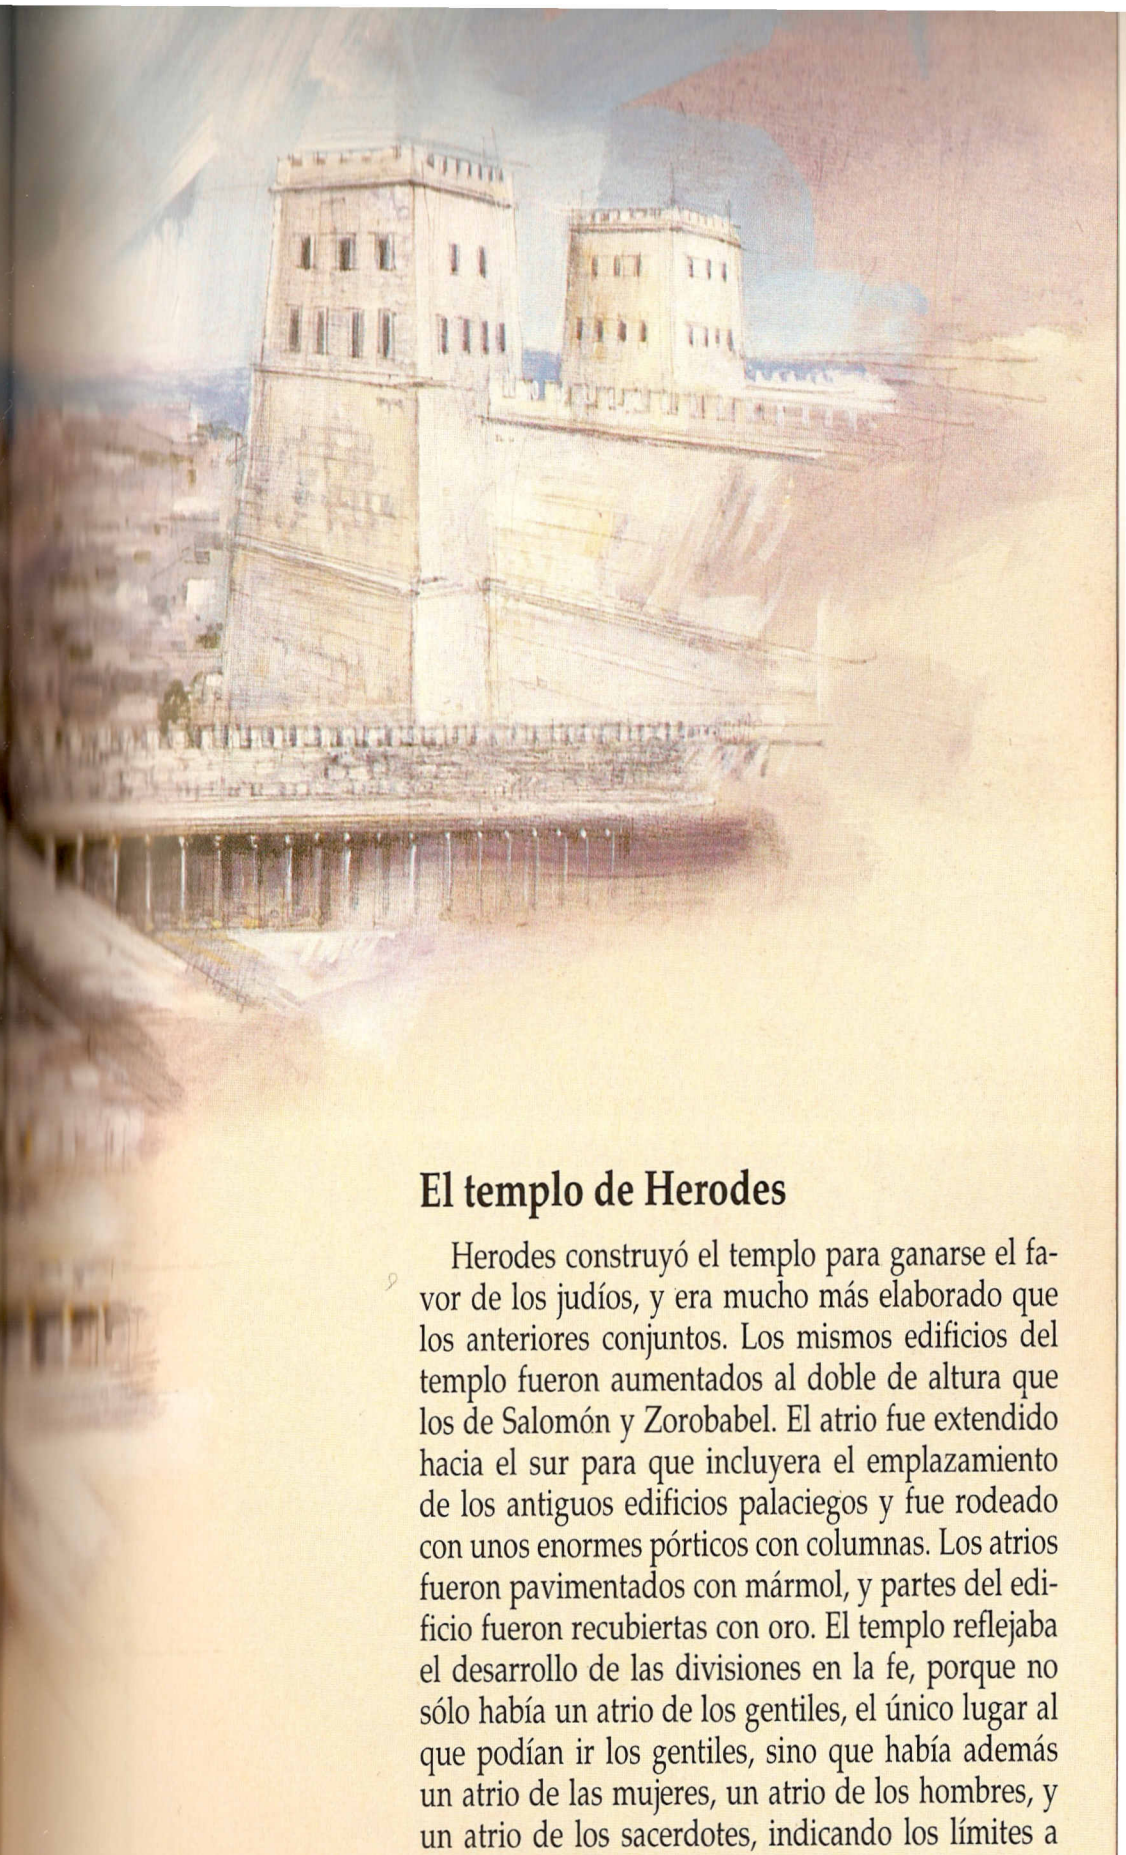 El templo de Herodes
Herodes construyó el templo para ganarse el fa-
vor de los judíos, y era mucho más elaborado que
los anteriores conjuntos. Los mismos edificios del
templo fueron aumentados al doble de altura que
los de Salomón y Zorobabel. El atrio fue extendido
hacia el sur para que incluyera el emplazamiento
de los antiguos edificios palaciegos y fue rodeado
con unos enormes pórticos con columnas. Los atrios
fueron pavimentados con mármol, y partes del edi-
ficio fueron recubiertas con oro. El templo reflejaba
el desarrollo de las divisiones en la fe, porque no
sólo había un atrio de los gentiles, el único lugar al
que podían ir los gentiles, sino que había además
un atrio de las mujeres, un atrio de los hombres, y
un atrio de los sacerdotes, indicando los límites a